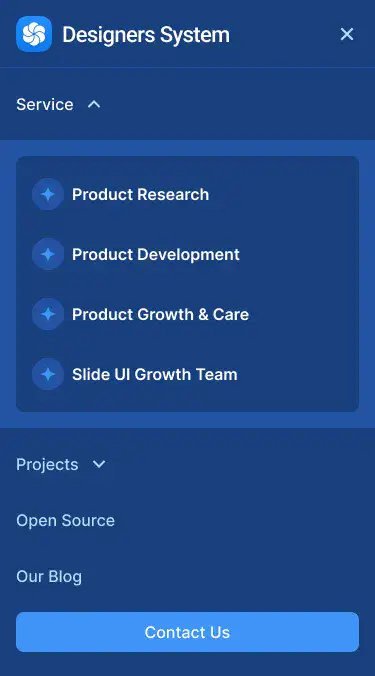 Designers System
Service
Product Research
Product Development
Product Growth & Care
Slide UI Growth Team
Projects
Open Source
Our Blog
Contact Us